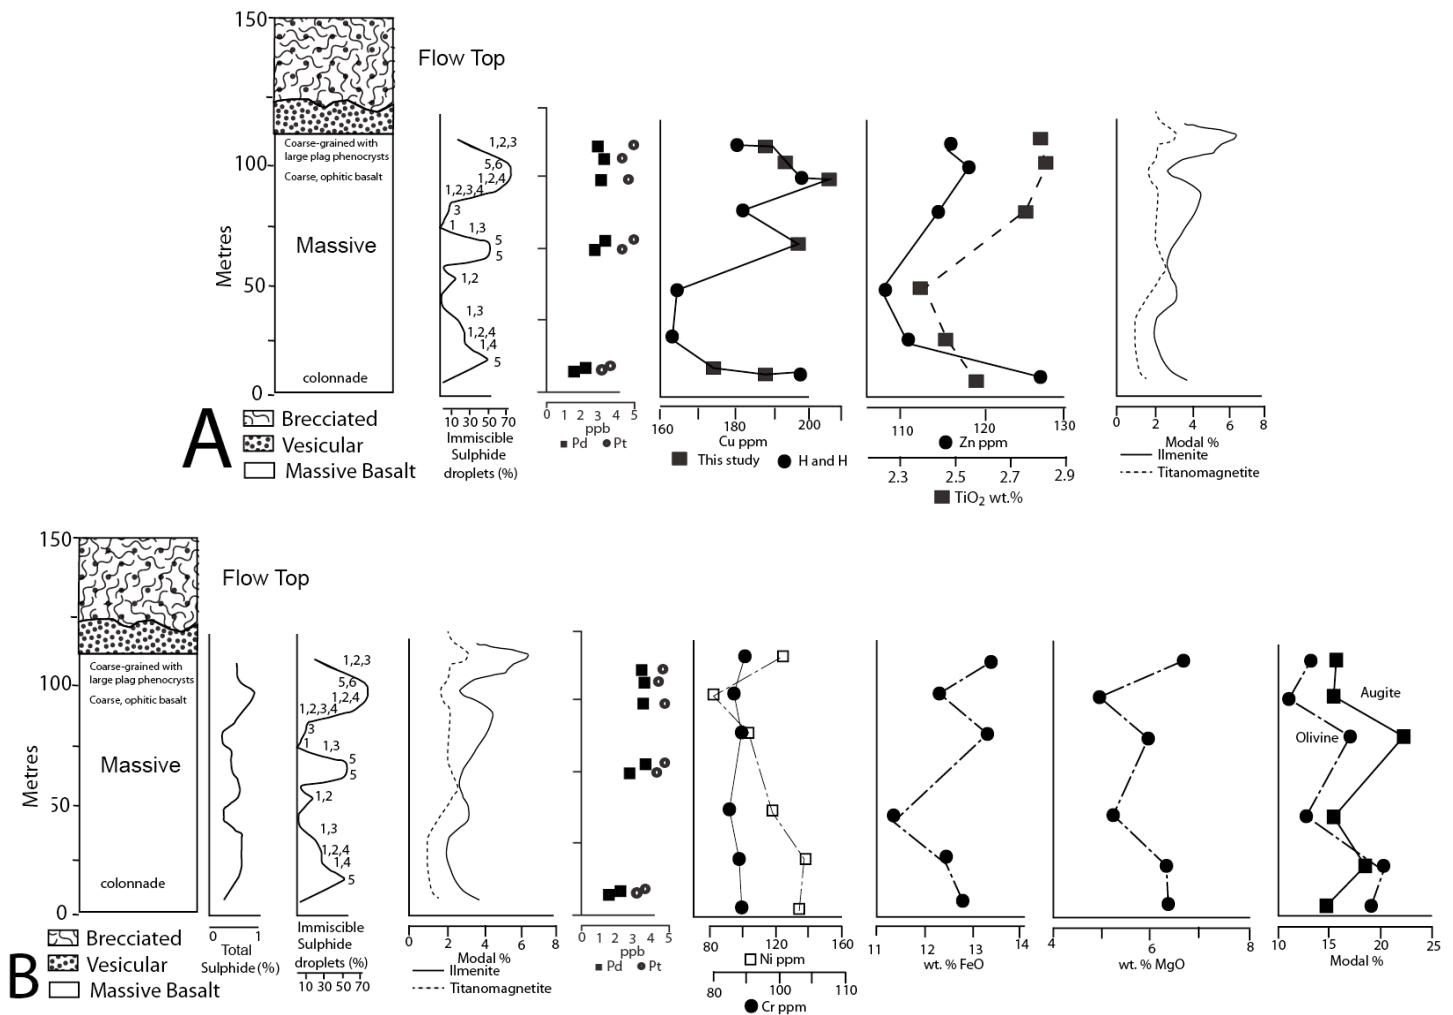 150
Flow Top
Coarse-grained with
large plag phenocrysts
100
Coarse, ophitic basalt
Massive
Metres
50
colonnade
0
A
Brecciated
Vesicular
Massive Basalt
1,2,3
5,6
1,2,4
1,2,3,4
3
1
1,3
5
5
1,2
1,3
1,2,4
1,4
5
10 30 50 70
Immiscible
Sulphide
droplets (%)
0 1 2 3 4 5
ppb
Pd Pt
160 180 200
Cu ppm
This study H and H
110 120 130
Zn ppm
2.3 2.5 2.7 2.9
TiO2 wt.%
0 2 4 6 8
Modal %
Ilmenite
Titanomagnetite
150
Flow Top
Coarse-grained with
large plag phenocrysts
100
Coarse, ophitic basalt
Massive
Metres
50
colonnade
0
B
Brecciated
Vesicular
Massive Basalt
0 1
Total
Sulphide (%)
1,2,3
5,6
1,2,4
1,2,3,4
3
1
1,3
5
5
1,2
1,3
1,2,4
1,4
5
Immiscible
Sulphide
droplets (%)
10 30 50 70
0 2 4 6 8
Modal %
Ilmenite
Titanomagnetite
0 1 2 3 4 5
ppb
Pd Pt
80 120 160
Ni ppm
80 100 110
Cr ppm
11 12 13 14
wt. % FeO
4 6 8
wt. % MgO
Augite
Olivine
10 15 20 25
Modal %